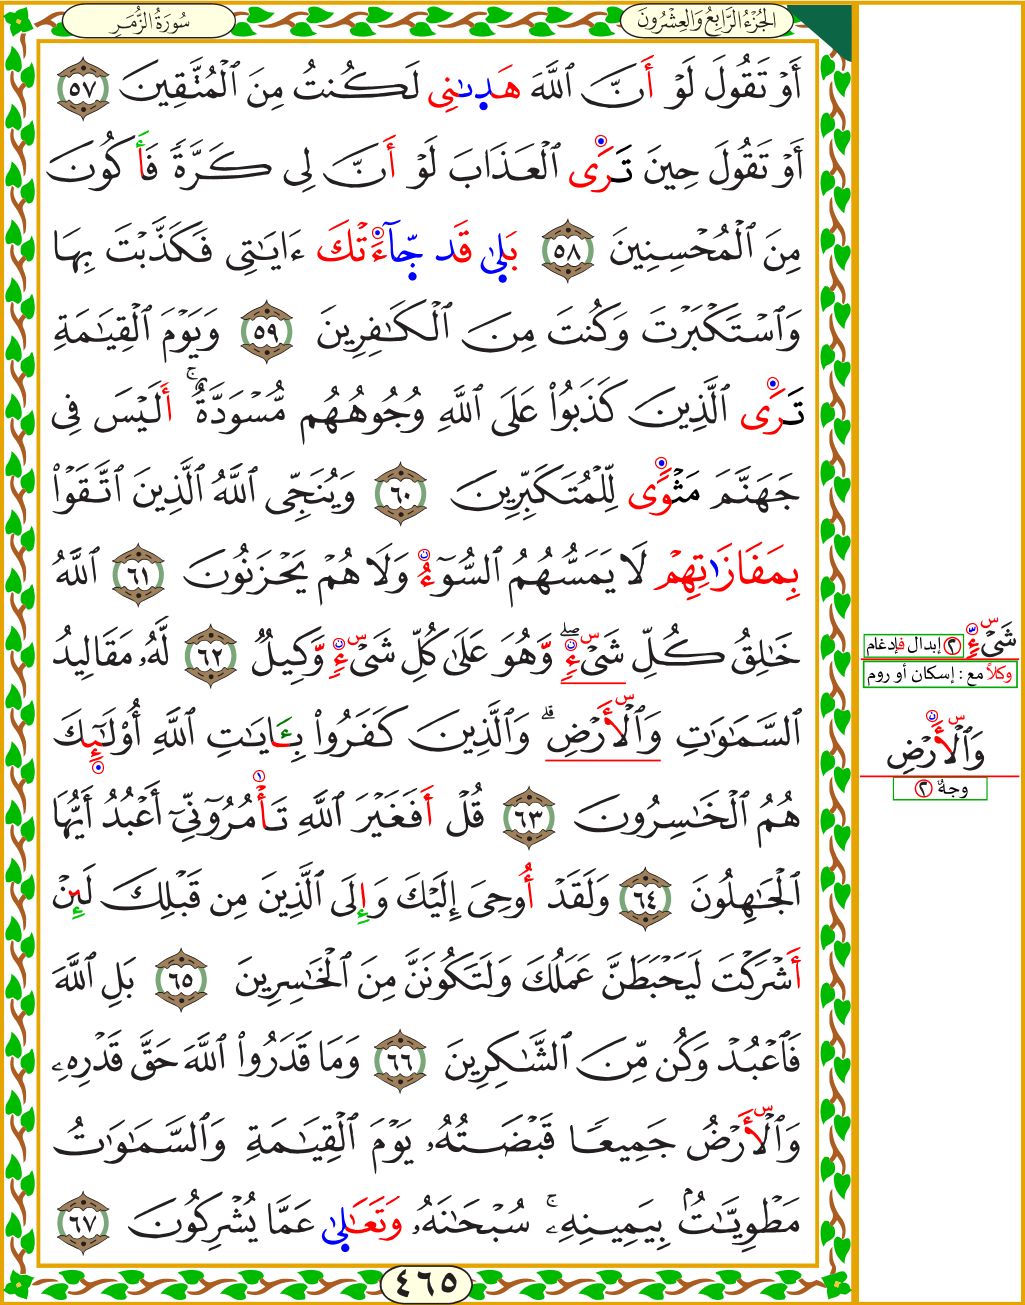 سُورَةُ الزُّمَرِ
الجُزْءُ الرَّابِعُ وَالعِشْرُونَ
أَوْ تَقُولَ لَوْ أَنَّ ٱللَّهَ هَدِىٰنِى لَكُنتُ مِنَ ٱلْمُتَّقِينَ ٥٧
أَوْ تَقُولَ حِينَ تَرَى ٱلْعَذَابَ لَوْ أَنَّ لِى كَرَّةً فَأَكُونَ
مِنَ ٱلْمُحْسِنِينَ ٥٨ بَلِىٰ قَد جِّآءَتْكَ ءَايَٰتِى فَكَذَّبْتَ بِهَا
وَٱسْتَكْبَرْتَ وَكُنتَ مِنَ ٱلْكَٰفِرِينَ ٥٩ وَيَوْمَ ٱلْقِيَٰمَةِ
تَرَى ٱلَّذِينَ كَذَبُوا۟ عَلَى ٱللَّهِ وُجُوهُهُم مُّسْوَدَّةٌ ۚ أَلَيْسَ فِى
جَهَنَّمَ مَثْوًى لِّلْمُتَكَبِّرِينَ ٦٠ وَيُنَجِّى ٱللَّهُ ٱلَّذِينَ ٱتَّقَوْا۟
بِمَفَازَٰتِهِمْ لَا يَمَسُّهُمُ ٱلسُّوٓءُ وَلَا هُمْ يَحْزَنُونَ ٦١ ٱللَّهُ
خَٰلِقُ كُلِّ شَىْءٍ ۖ وَّهُوَ عَلَىٰ كُلِّ شَىْءٍ وَّكِيلٌ ٦٢ لَّهُۥ مَقَالِيدُ
ٱلسَّمَٰوَٰتِ وَٱلْأَرْضِ ۗ وَٱلَّذِينَ كَفَرُوا۟ بِـَٔايَٰتِ ٱللَّهِ أُو۟لَٰٓئِكَ
هُمُ ٱلْخَٰسِرُونَ ٦٣ قُلْ أَفَغَيْرَ ٱللَّهِ تَأْمُرُوٓنِّىٓ أَعْبُدُ أَيُّهَا
ٱلْجَٰهِلُونَ ٦٤ وَلَقَدْ أُوحِىَ إِلَيْكَ وَإِلَى ٱلَّذِينَ مِن قَبْلِكَ لَئِنْ
أَشْرَكْتَ لَيَحْبَطَنَّ عَمَلُكَ وَلَتَكُونَنَّ مِنَ ٱلْخَٰسِرِينَ ٦٥ بَلِ ٱللَّهَ
فَٱعْبُدْ وَكُن مِّنَ ٱلشَّٰكِرِينَ ٦٦ وَمَا قَدَرُوا۟ ٱللَّهَ حَقَّ قَدْرِهِۦ
وَٱلْأَرْضُ جَمِيعًا قَبْضَتُهُۥ يَوْمَ ٱلْقِيَٰمَةِ وَٱلسَّمَٰوَٰتُ
مَطْوِيَّٰتٌۢ بِيَمِينِهِۦ ۚ سُبْحَٰنَهُۥ وَتَعَٰلِىٰ عَمَّا يُشْرِكُونَ ٦٧
٤٦٥
شَىْءٍ ٢ إبدال فإدغام
وكلاً مع : إسكان أو روم
وَٱلْأَرْضِ
وجهٌ ٢